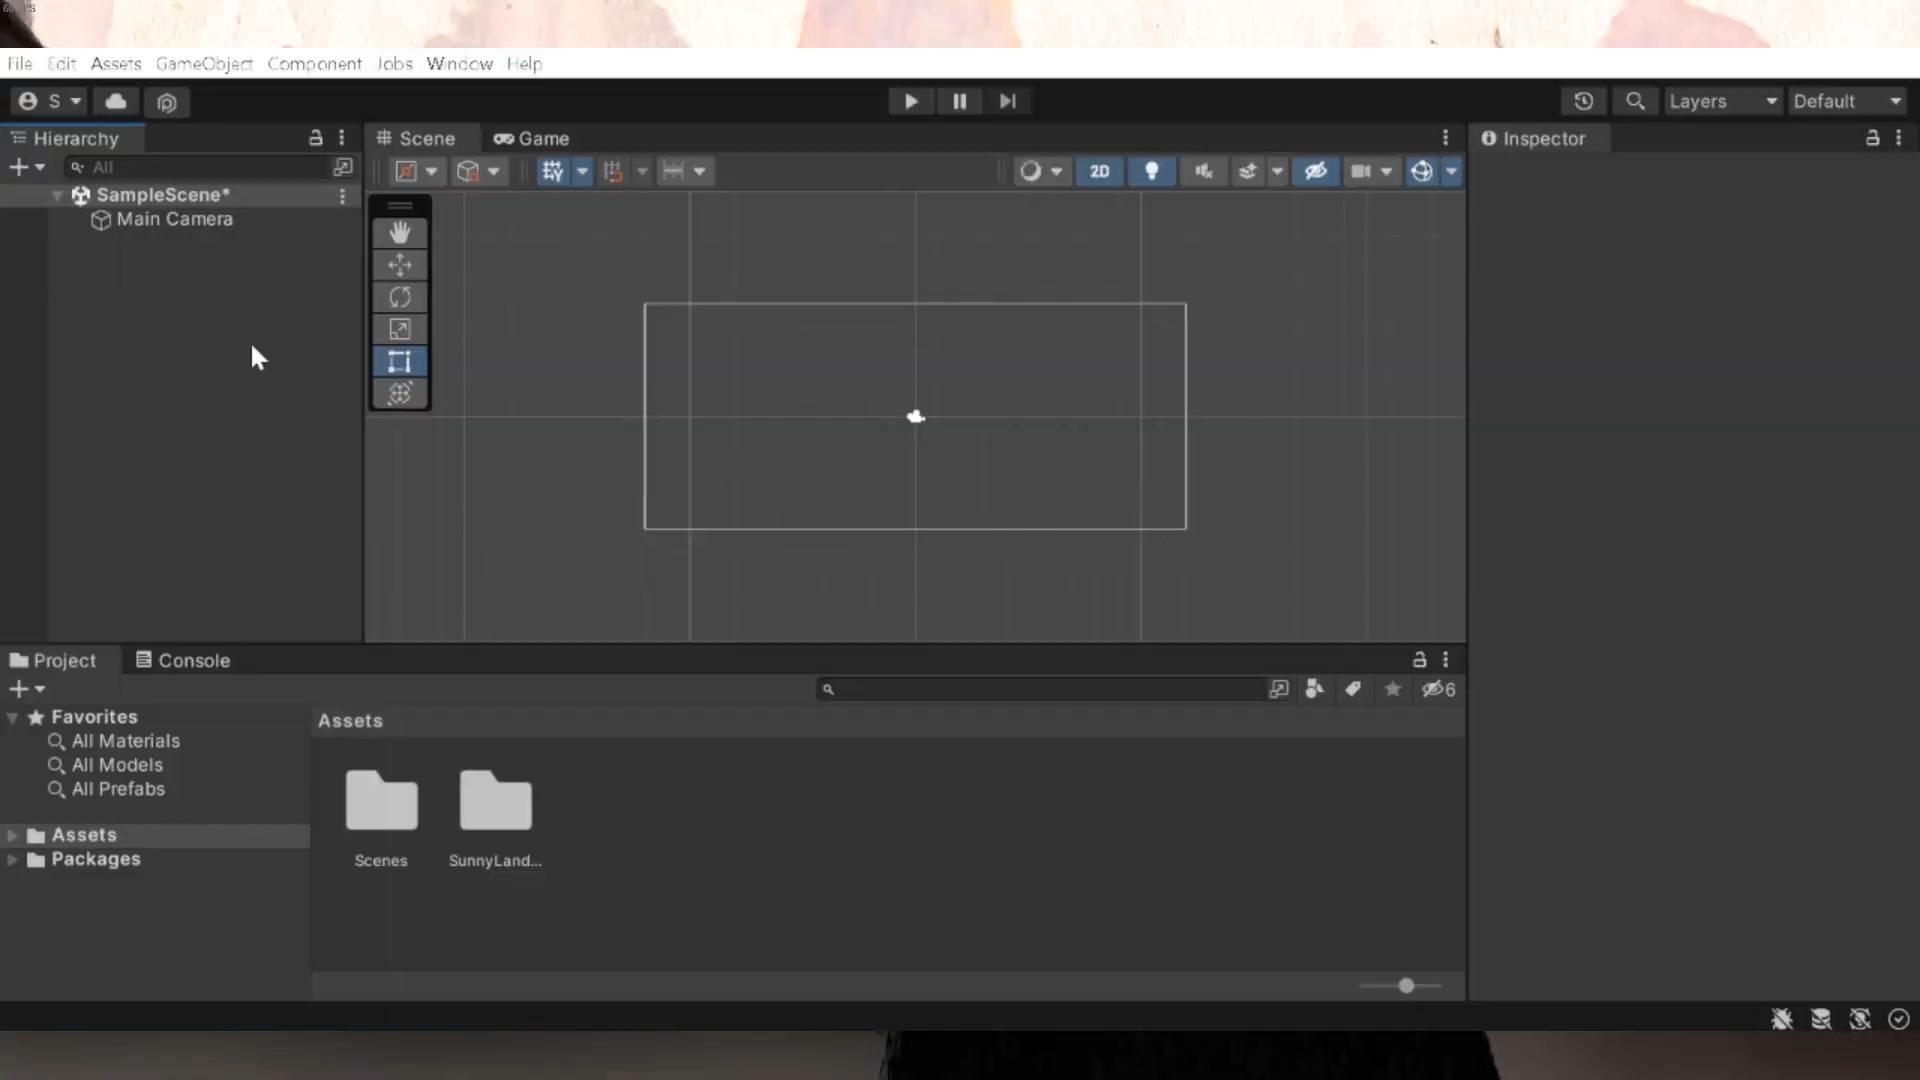 File Edit Assets GameObject Component Jobs Window Help
S Layers Default
Hierarchy Scene Game Inspector
All 2D
SampleScene*
Main Camera
Project Console
6
Favorites Assets
All Materials
All Models
All Prefabs
Scenes SunnyLand...
Assets
Packages